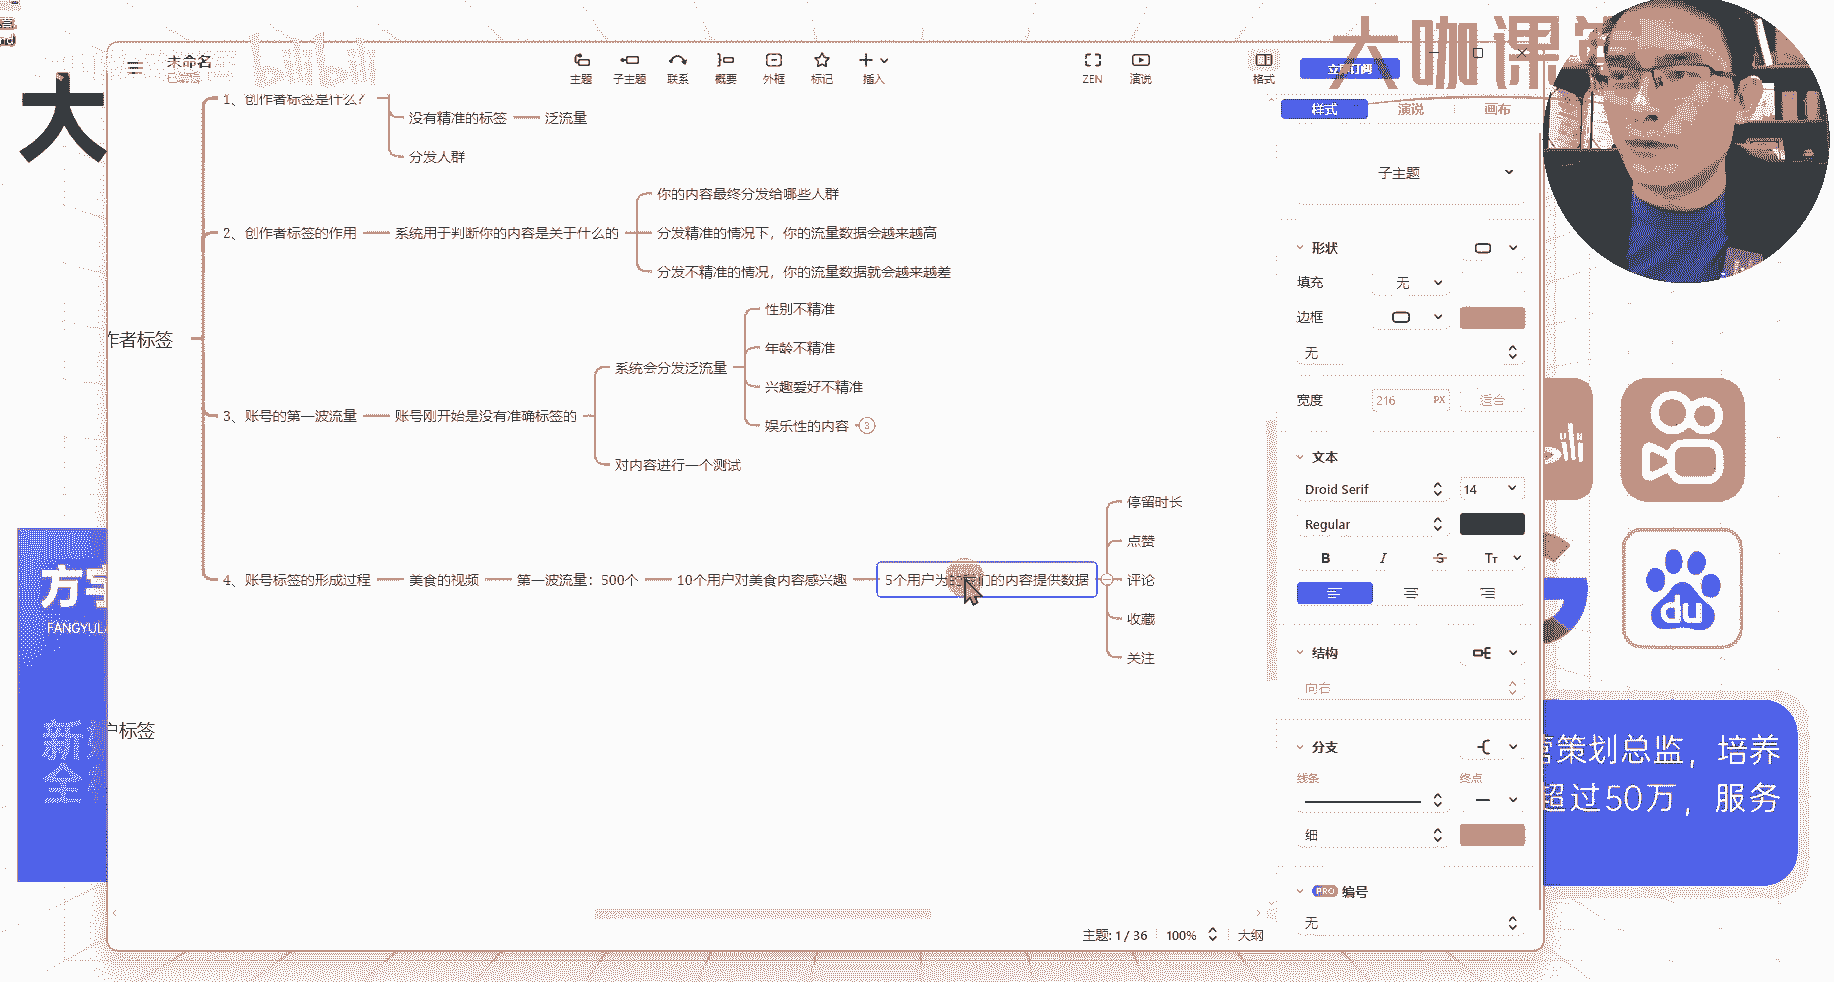 大咖课
bilibili
大
未命名
主题
子主题
联系
概要
外框
标记
插入
ZEN
演说
格式
样式
演说
画布
1、创作者标签是什么？
没有精准的标签
泛流量
分发人群
2、创作者标签的作用
系统用于判断你的内容是关于什么的
你的内容最终分发给哪些人群
分发精准的情况下，你的流量数据会越来越高
分发不精准的情况，你的流量数据就会越来越差
作者标签
3、账号的第一波流量
账号刚开始是没有准确标签的
系统会分发泛流量
性别不精准
年龄不精准
兴趣爱好不精准
娱乐性的内容
3
对内容进行一个测试
4、账号标签的形成过程
美食的视频
第一波流量：500个
10个用户对美食内容感兴趣
5个用户为的我们的内容提供数据
停留时长
点赞
评论
收藏
关注
户标签
子主题
形状
填充
无
边框
无
宽度
216
PX
适合
文本
Droid Serif
14
Regular
B
I
S
Tт
结构
向右
分支
线条
终点
细
PRO 编号
无
主题: 1 / 36
100%
大纲
方宇
FANGYUL
新
全
bili
du
营策划总监，培养
超过50万，服务